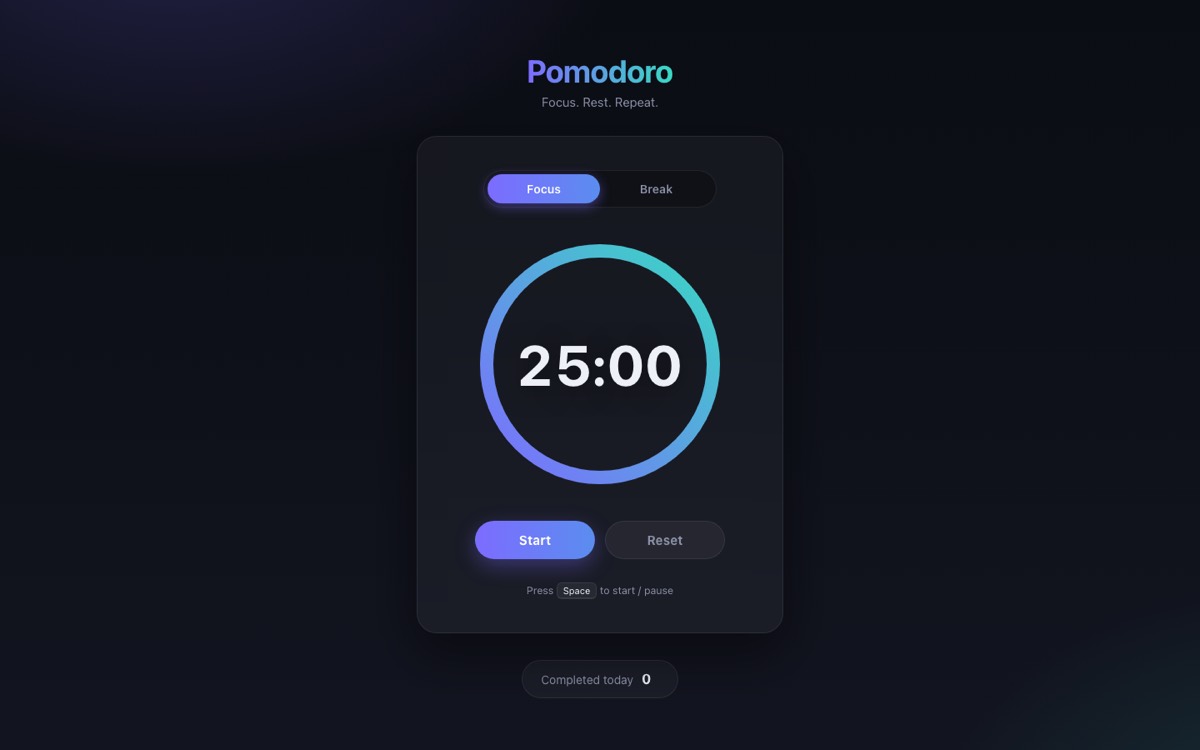 Pomodoro
Focus. Rest. Repeat.
Focus Break
25:00
Start Reset
Press Space to start / pause
Completed today 0